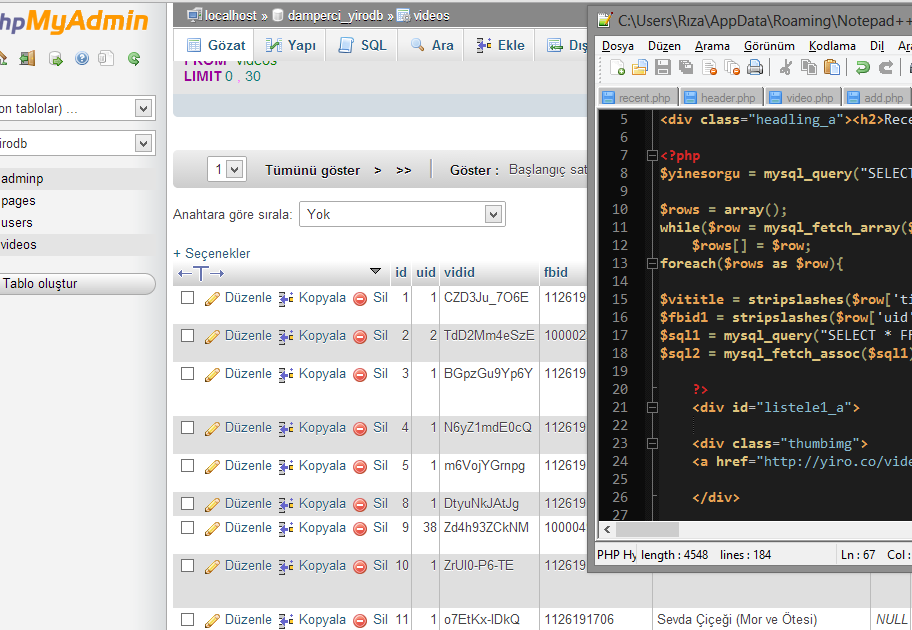 hpMyAdmin
on tablolar) ...
irodb
adminp
pages
users
videos
Tablo oluştur
localhost » damperci_yirodb » videos
Gözat Yapı SQL Ara Ekle Dış
FROM `videos`
LIMIT 0 , 30
1 Tümünü göster > >> Göster : Başlangıç sat
Anahtara göre sırala: Yok
+ Seçenekler
←T→ id uid vidid fbid
Düzenle Kopyala Sil 1 1 CZD3Ju_7O6E 112619
Düzenle Kopyala Sil 2 2 TdD2Mm4eSzE 100002
Düzenle Kopyala Sil 3 1 BGpzGu9Yp6Y 112619
Düzenle Kopyala Sil 4 1 N6yZ1mdE0cQ 112619
Düzenle Kopyala Sil 5 1 m6VojYGrnpg 112619
Düzenle Kopyala Sil 8 1 DtyuNkJAtJg 112619
Düzenle Kopyala Sil 9 38 Zd4h93ZCkNM 100004
Düzenle Kopyala Sil 10 1 ZrUI0-P6-TE 112619
Düzenle Kopyala Sil 11 1 o7EtKx-lDkQ 1126191706 Sevda Çiçeği (Mor ve Ötesi) NULL
C:\Users\Rıza\AppData\Roaming\Notepad++
Dosya Düzen Arama Görünüm Kodlama Dil Ar
recent.php header.php video.php add.php
5 <div class="headling_a"><h2>Rece
6
7 <?php
8 $yinesorgu = mysql_query("SELECT
9
10 $rows = array();
11 while($row = mysql_fetch_array($
12 $rows[] = $row;
13 foreach($rows as $row){
14
15 $vititle = stripslashes($row['ti
16 $fbid1 = stripslashes($row['uid'
17 $sql1 = mysql_query("SELECT * FR
18 $sql2 = mysql_fetch_assoc($sql1)
19
20 ?>
21 <div id="listele1_a">
22
23 <div class="thumbimg">
24 <a href="http://yiro.co/vide
25
26 </div>
27
PHP Hy length : 4548 lines : 184 Ln : 67 Col :